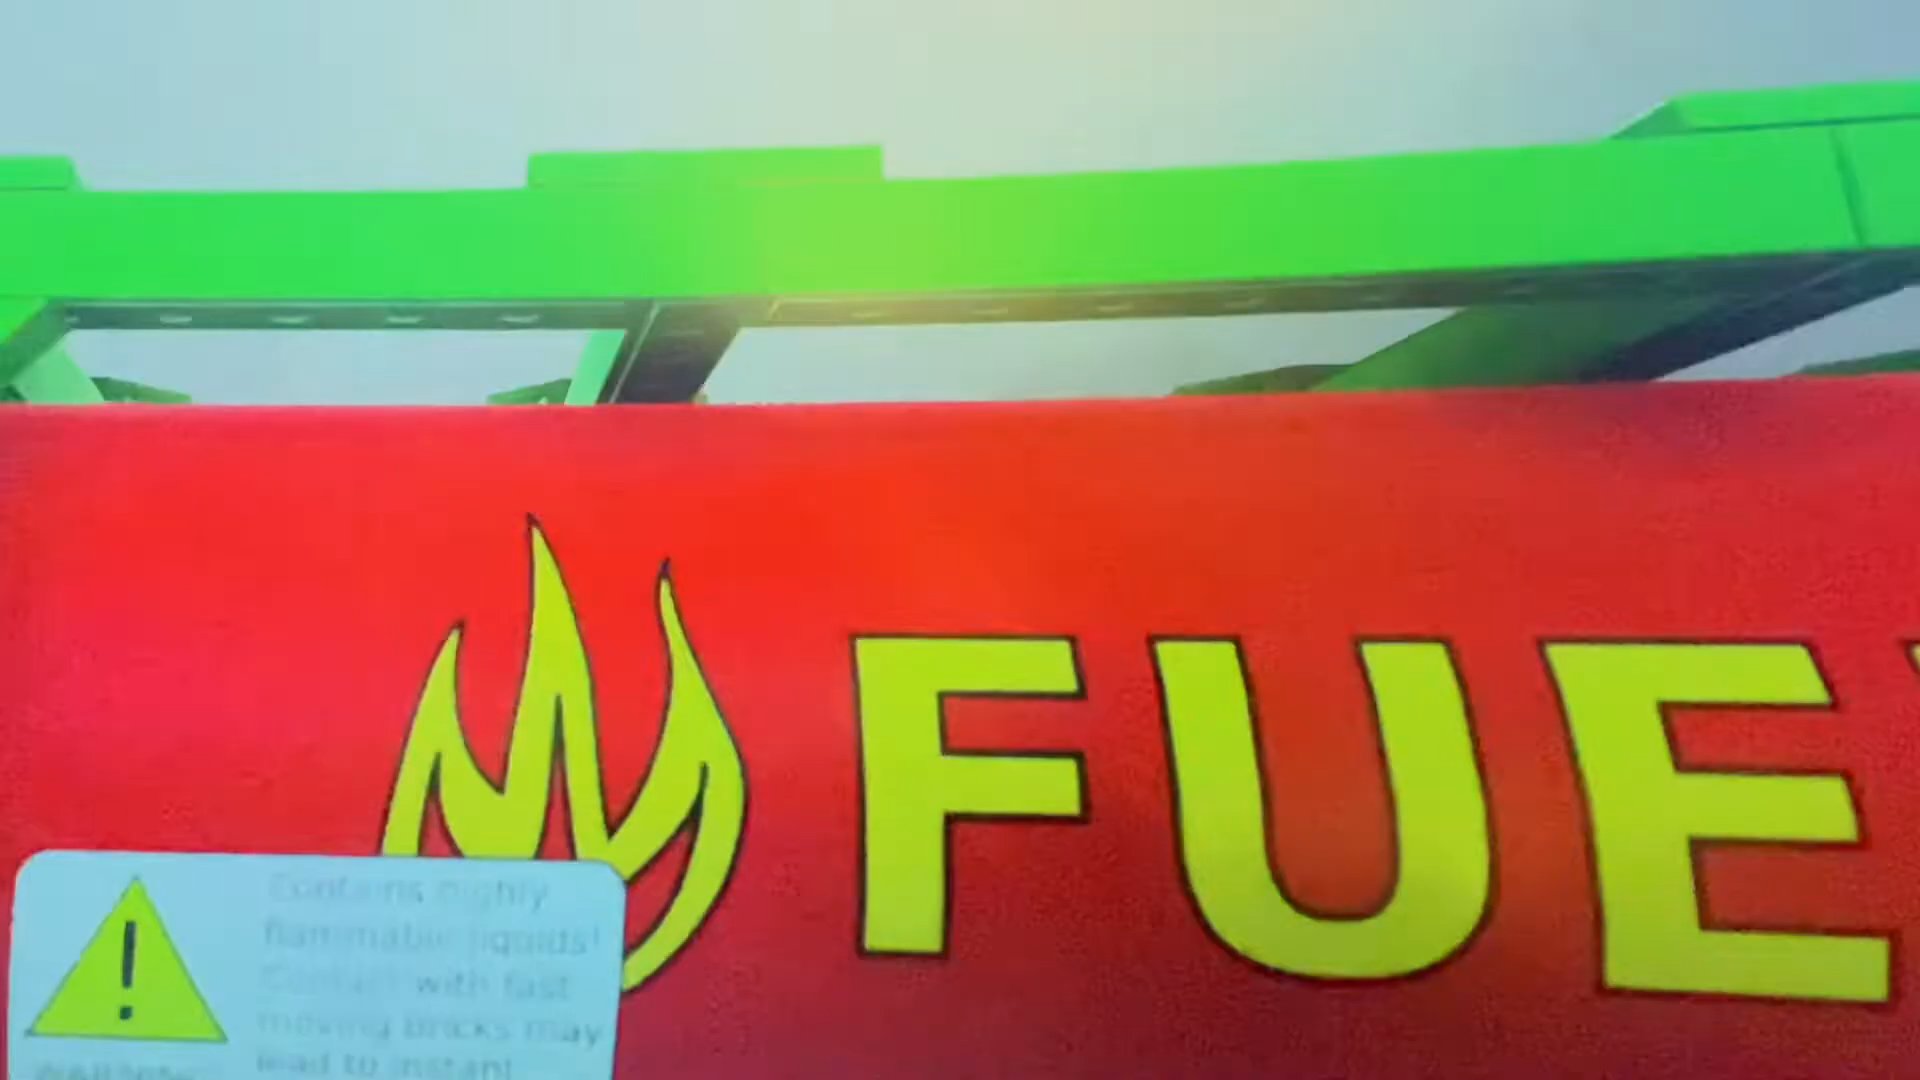 FUE
!
Contains highly
flammable liquids!
Contact with fast
moving bricks may
lead to instant